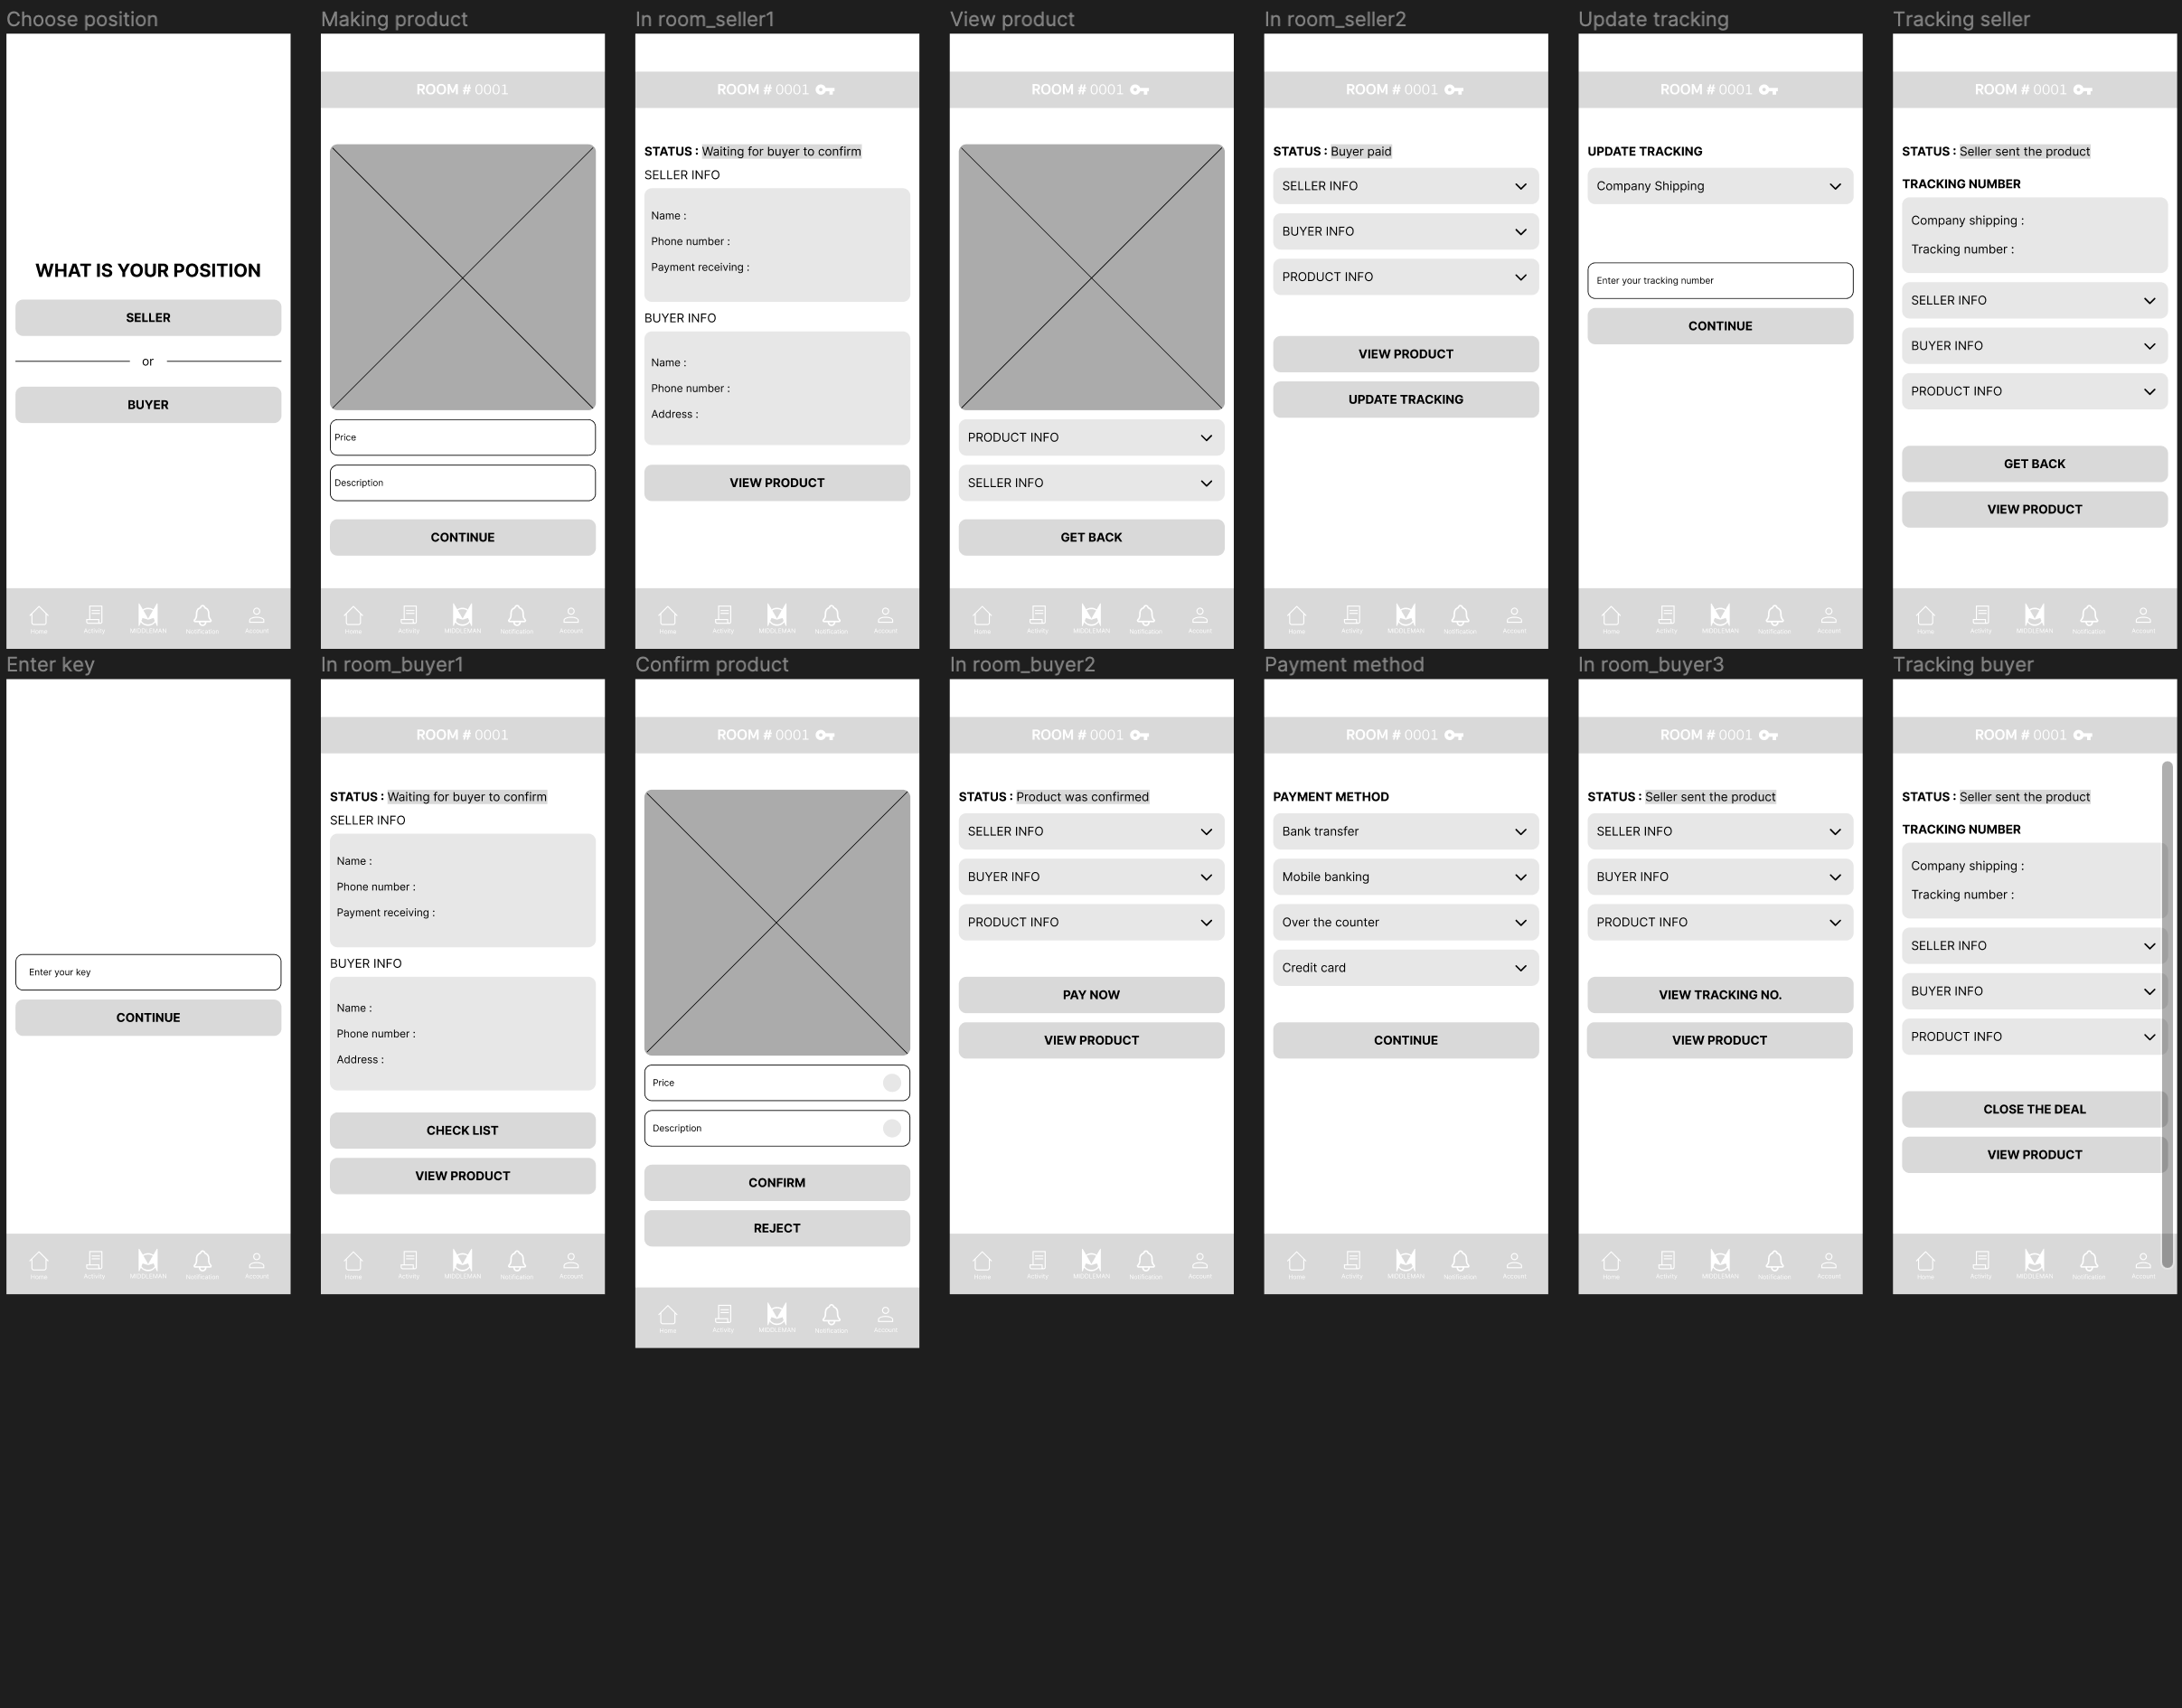 Choose position
WHAT IS YOUR POSITION
SELLER
or
BUYER
Home Activity MIDDLEMAN Notification Account
Making product
ROOM # 0001
Price
Description
CONTINUE
Home Activity MIDDLEMAN Notification Account
In room_seller1
ROOM # 0001
STATUS : Waiting for buyer to confirm
SELLER INFO
Name :
Phone number :
Payment receiving :
BUYER INFO
Name :
Phone number :
Address :
VIEW PRODUCT
Home Activity MIDDLEMAN Notification Account
View product
ROOM # 0001
PRODUCT INFO
SELLER INFO
GET BACK
Home Activity MIDDLEMAN Notification Account
In room_seller2
ROOM # 0001
STATUS : Buyer paid
SELLER INFO
BUYER INFO
PRODUCT INFO
VIEW PRODUCT
UPDATE TRACKING
Home Activity MIDDLEMAN Notification Account
Update tracking
ROOM # 0001
UPDATE TRACKING
Company Shipping
Enter your tracking number
CONTINUE
Home Activity MIDDLEMAN Notification Account
Tracking seller
ROOM # 0001
STATUS : Seller sent the product
TRACKING NUMBER
Company shipping :
Tracking number :
SELLER INFO
BUYER INFO
PRODUCT INFO
GET BACK
VIEW PRODUCT
Home Activity MIDDLEMAN Notification Account
Enter key
Enter your key
CONTINUE
Home Activity MIDDLEMAN Notification Account
In room_buyer1
ROOM # 0001
STATUS : Waiting for buyer to confirm
SELLER INFO
Name :
Phone number :
Payment receiving :
BUYER INFO
Name :
Phone number :
Address :
CHECK LIST
VIEW PRODUCT
Home Activity MIDDLEMAN Notification Account
Confirm product
ROOM # 0001
Price
Description
CONFIRM
REJECT
Home Activity MIDDLEMAN Notification Account
In room_buyer2
ROOM # 0001
STATUS : Product was confirmed
SELLER INFO
BUYER INFO
PRODUCT INFO
PAY NOW
VIEW PRODUCT
Home Activity MIDDLEMAN Notification Account
Payment method
ROOM # 0001
PAYMENT METHOD
Bank transfer
Mobile banking
Over the counter
Credit card
CONTINUE
Home Activity MIDDLEMAN Notification Account
In room_buyer3
ROOM # 0001
STATUS : Seller sent the product
SELLER INFO
BUYER INFO
PRODUCT INFO
VIEW TRACKING NO.
VIEW PRODUCT
Home Activity MIDDLEMAN Notification Account
Tracking buyer
ROOM # 0001
STATUS : Seller sent the product
TRACKING NUMBER
Company shipping :
Tracking number :
SELLER INFO
BUYER INFO
PRODUCT INFO
CLOSE THE DEAL
VIEW PRODUCT
Home Activity MIDDLEMAN Notification Account